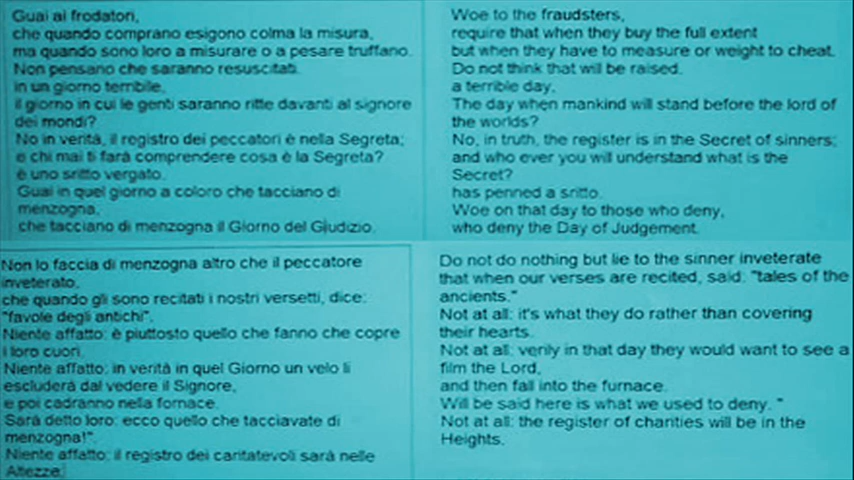 Guai ai frodatori,
che quando comprano esigono colma la misura,
ma quando sono loro a misurare o a pesare truffano.
Non pensano che saranno resuscitati.
in un giorno terribile,
il giorno in cui le genti saranno ritte davanti al signore
dei mondi?
No in verità, il registro dei peccatori è nella Segreta;
e chi mai ti farà comprendere cosa è la Segreta?
è uno sritto vergato.
Guai in quel giorno a coloro che tacciano di
menzogna,
che tacciano di menzogna il Giorno del Giudizio.
Non lo faccia di menzogna altro che il peccatore
inveterato,
che quando gli sono recitati i nostri versetti, dice:
"favole degli antichi".
Niente affatto: è piuttosto quello che fanno che copre
i loro cuori.
Niente affatto: in verità in quel Giorno un velo li
escluderà dal vedere il Signore,
e poi cadranno nella fornace.
Sarà detto loro: ecco quello che tacciavate di
menzogna!".
Niente affatto: il registro dei caritatevoli sarà nelle
Altezze.
Woe to the fraudsters,
require that when they buy the full extent
but when they have to measure or weight to cheat.
Do not think that will be raised.
a terrible day,
The day when mankind will stand before the lord of
the worlds?
No, in truth, the register is in the Secret of sinners;
and who ever you will understand what is the
Secret?
has penned a sritto.
Woe on that day to those who deny,
who deny the Day of Judgement.
Do not do nothing but lie to the sinner inveterate
that when our verses are recited, said: "tales of the
ancients."
Not at all: it's what they do rather than covering
their hearts.
Not at all: verily in that day they would want to see a
film the Lord,
and then fall into the furnace.
Will be said here is what we used to deny. "
Not at all: the register of charities will be in the
Heights.